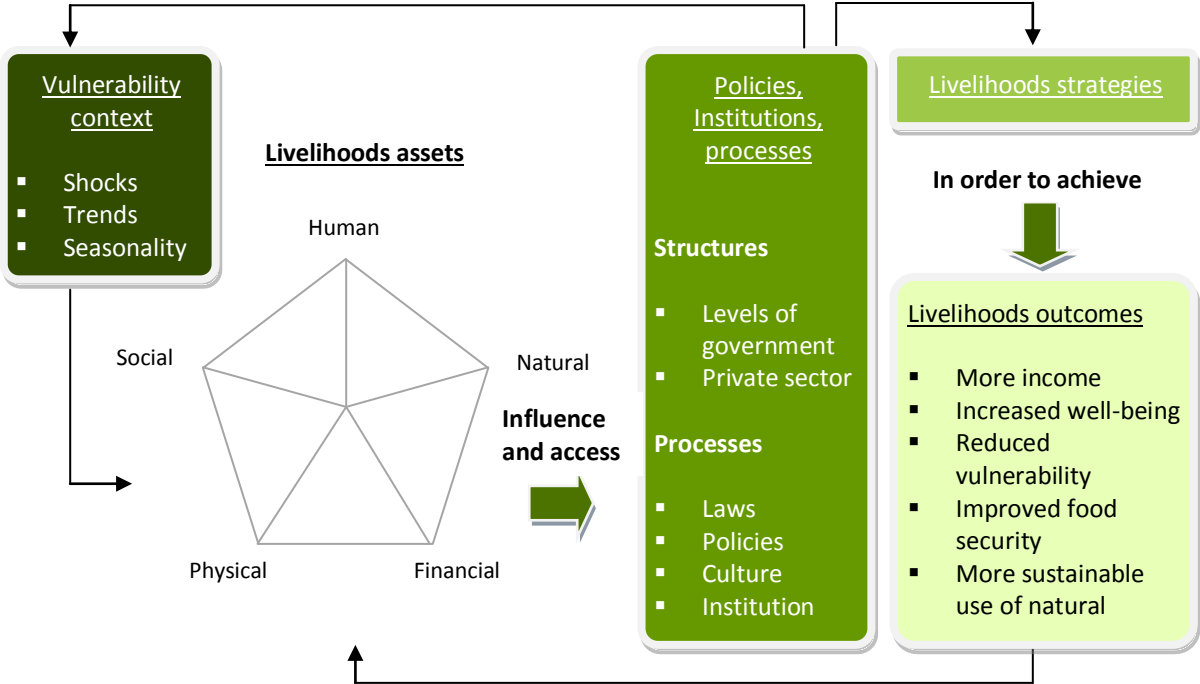 Vulnerability
context
Shocks
Trends
Seasonality
Livelihoods assets
Human
Social
Natural
Physical
Financial
Influence
and access
Policies,
Institutions,
processes
Structures
Levels of
government
Private sector
Processes
Laws
Policies
Culture
Institution
Livelihoods strategies
In order to achieve
Livelihoods outcomes
More income
Increased well-being
Reduced
vulnerability
Improved food
security
More sustainable
use of natural